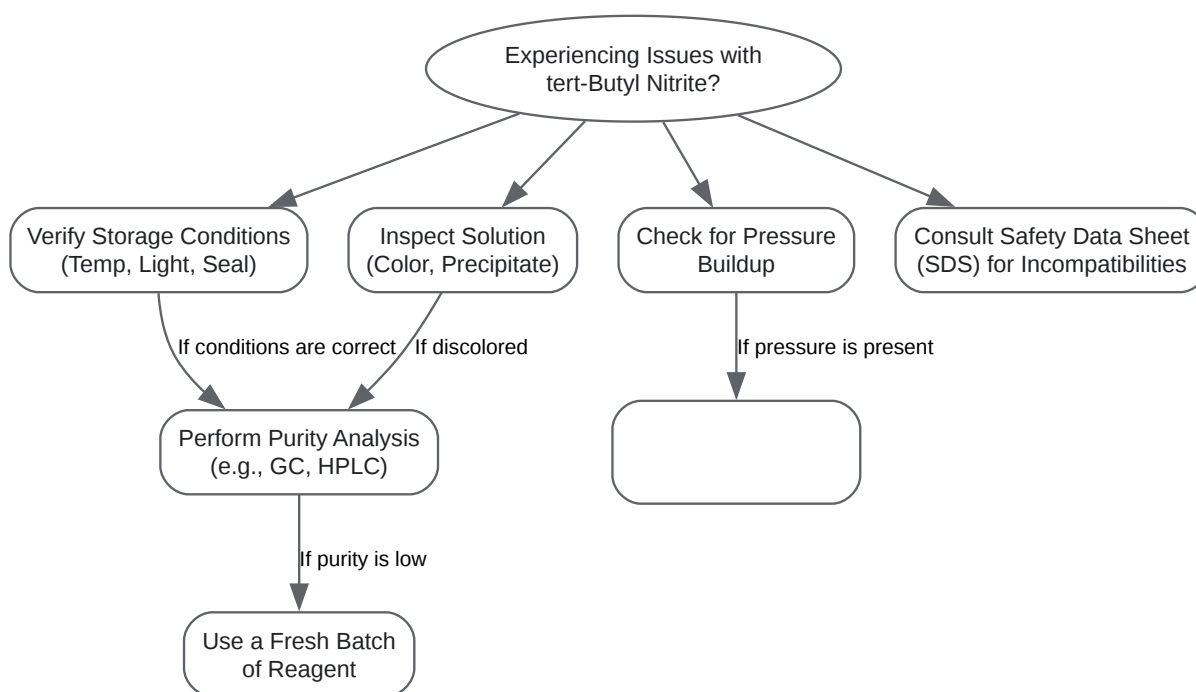 Experiencing Issues with
tert-Butyl Nitrite?
Verify Storage Conditions
(Temp, Light, Seal)
Inspect Solution
(Color, Precipitate)
Check for Pressure
Buildup
Consult Safety Data Sheet
(SDS) for Incompatibilities
If conditions are correct
If discolored
If pressure is present
Perform Purity Analysis
(e.g., GC, HPLC)
If purity is low
Use a Fresh Batch
of Reagent